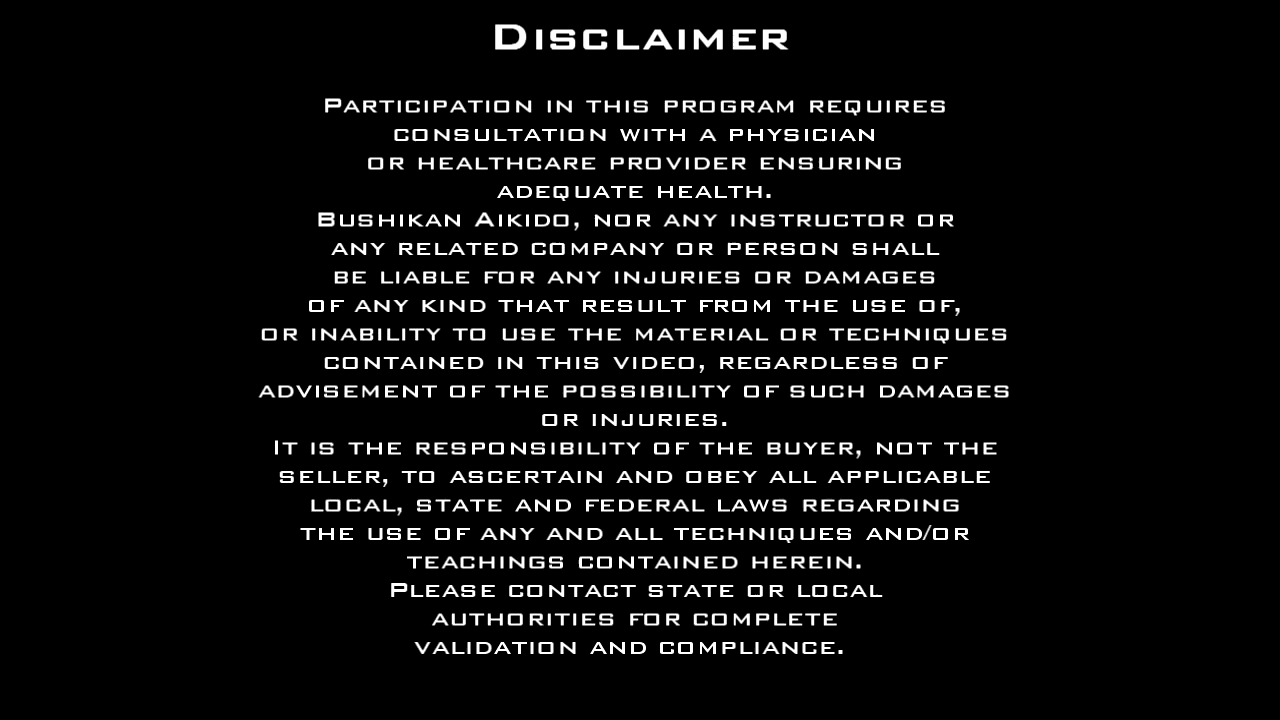 Disclaimer
Participation in this program requires
consultation with a physician
or healthcare provider ensuring
adequate health.
Bushikan Aikido, nor any instructor or
any related company or person shall
be liable for any injuries or damages
of any kind that result from the use of,
or inability to use the material or techniques
contained in this video, regardless of
advisement of the possibility of such damages
or injuries.
It is the responsibility of the buyer, not the
seller, to ascertain and obey all applicable
local, state and federal laws regarding
the use of any and all techniques and/or
teachings contained herein.
Please contact state or local
authorities for complete
validation and compliance.